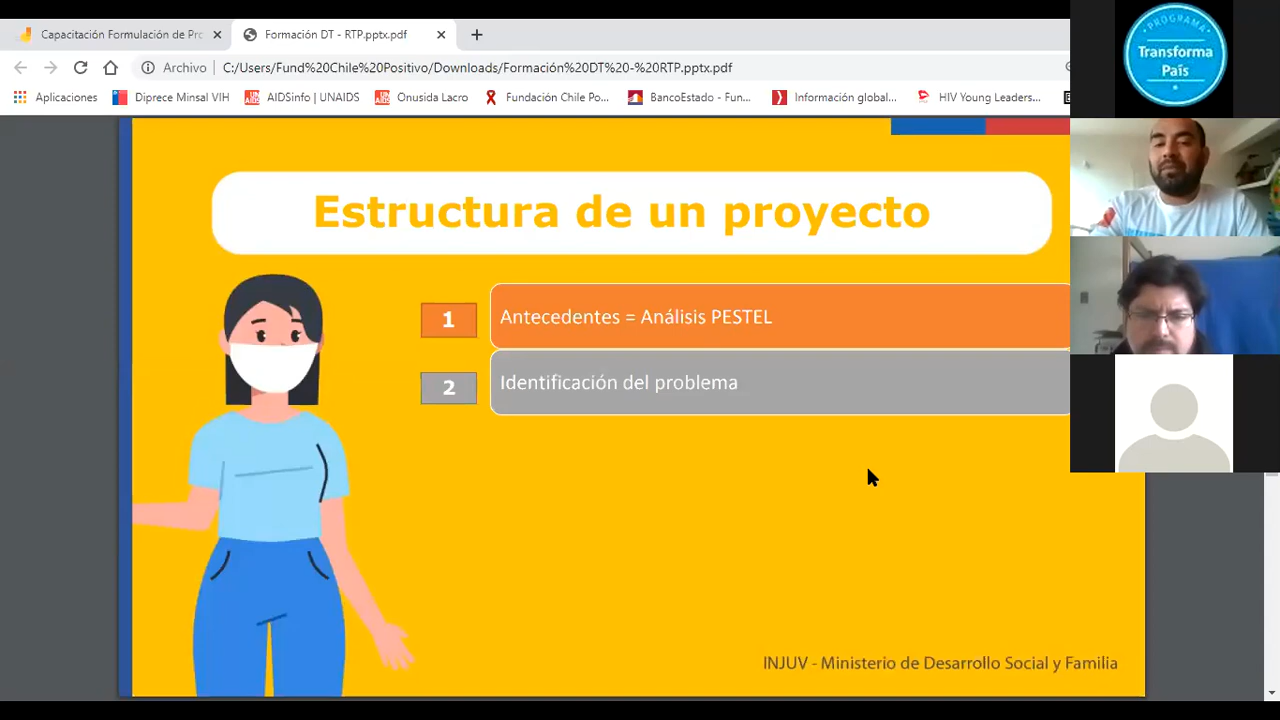 Capacitación Formulación de Pro
Formación DT - RTP.pptx.pdf
Archivo | C:/Users/Fund%20Chile%20Positivo/Downloads/Formación%20DT%20-%20RTP.pptx.pdf
Aplicaciones
Diprece Minsal VIH
AIDSinfo | UNAIDS
Onusida Lacro
Fundación Chile Po...
BancoEstado - Fun...
Información global...
HIV Young Leaders...
PROGRAMA
Transforma
País
Estructura de un proyecto
1 Antecedentes = Análisis PESTEL
2 Identificación del problema
INJUV - Ministerio de Desarrollo Social y Familia